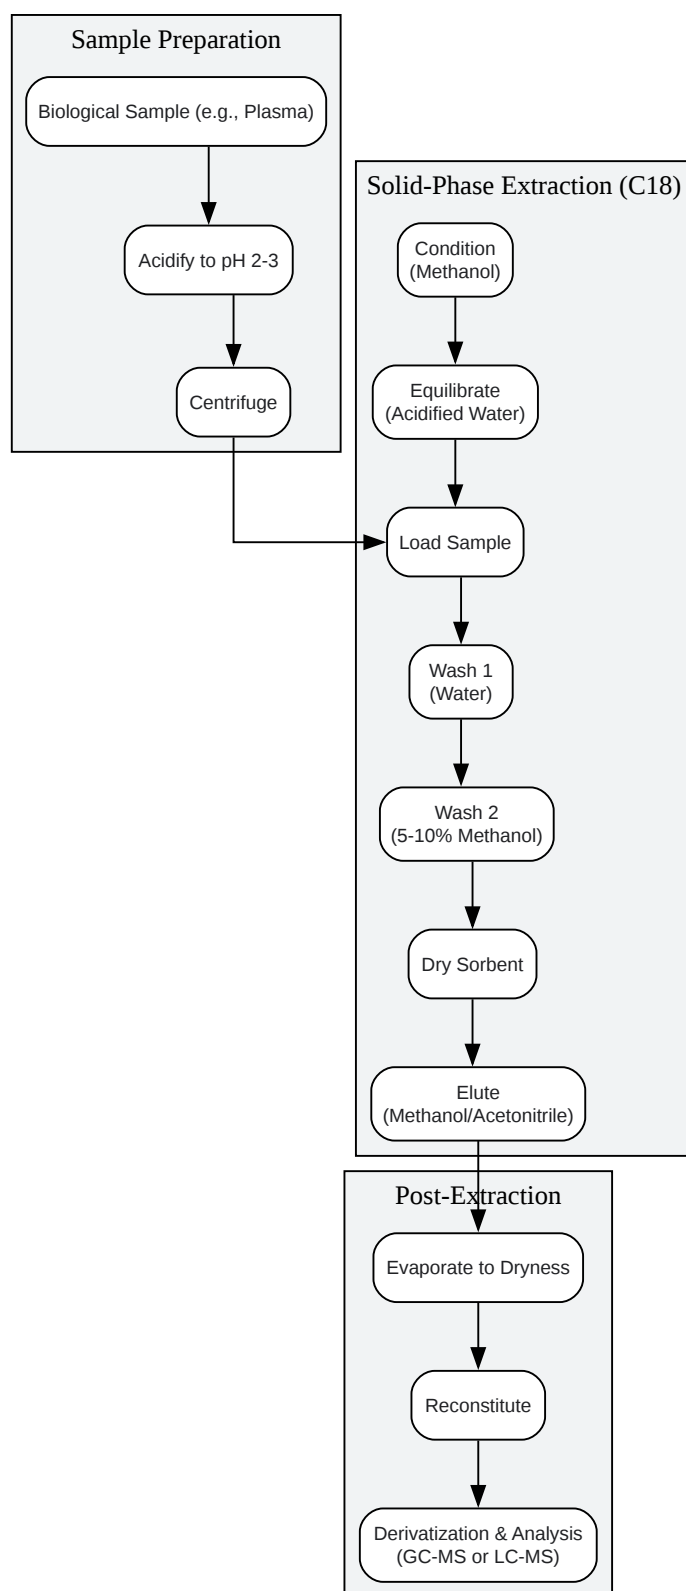 Sample Preparation
Biological Sample (e.g., Plasma)
Acidify to pH 2-3
Centrifuge
Solid-Phase Extraction (C18)
Condition
(Methanol)
Equilibrate
(Acidified Water)
Load Sample
Wash 1
(Water)
Wash 2
(5-10% Methanol)
Dry Sorbent
Elute
(Methanol/Acetonitrile)
Post-Extraction
Evaporate to Dryness
Reconstitute
Derivatization & Analysis
(GC-MS or LC-MS)